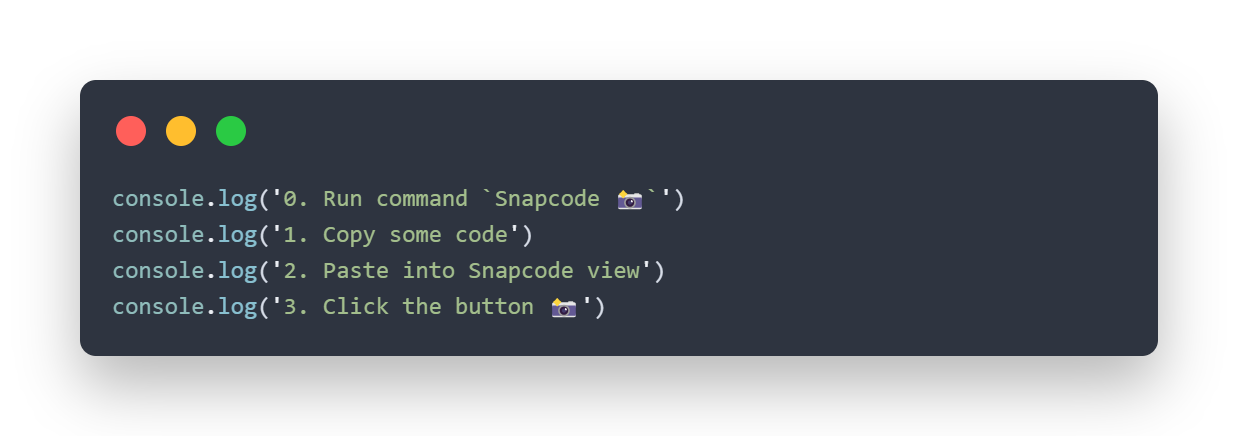 console.log('0. Run command `Snapcode 📸`')
console.log('1. Copy some code')
console.log('2. Paste into Snapcode view')
console.log('3. Click the button 📸')